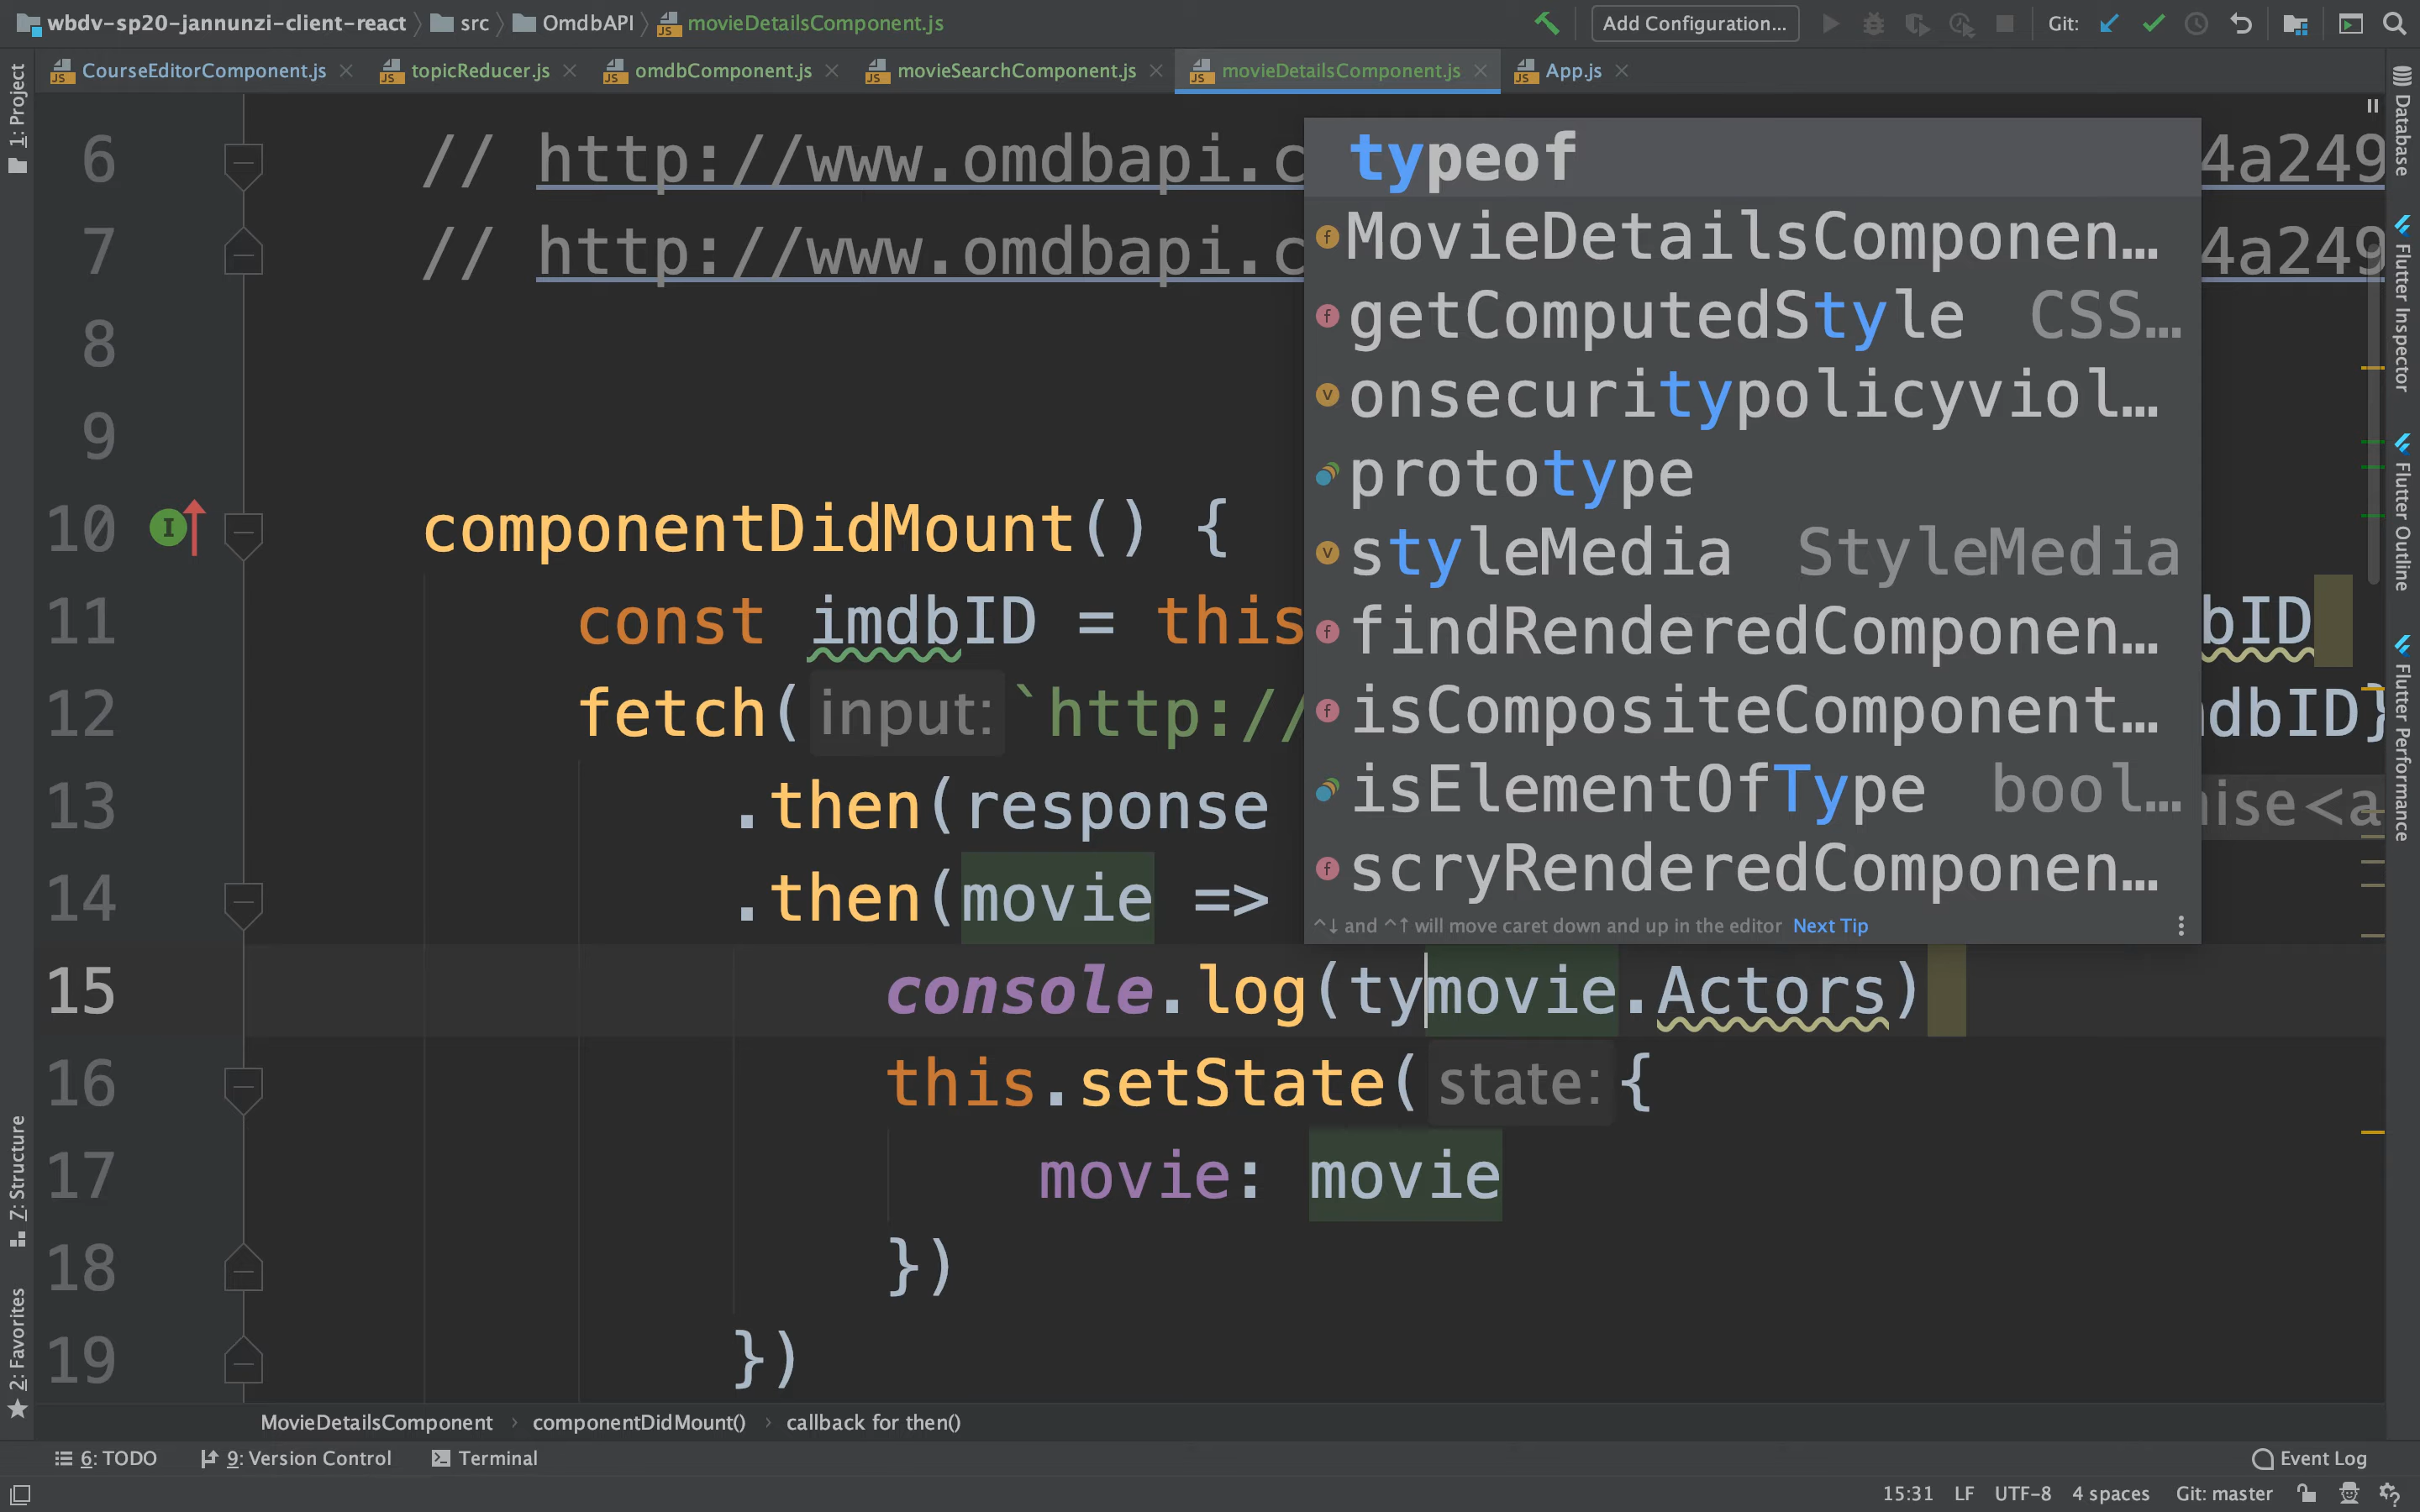 wbdv-sp20-jannunzi-client-react src OmdbAPI movieDetailsComponent.js Add Configuration... Git:
CourseEditorComponent.js topicReducer.js omdbComponent.js movieSearchComponent.js movieDetailsComponent.js App.js
1: Project
7: Structure
2: Favorites
6 // http://www.omdbapi.c 4a249
7 // http://www.omdbapi.c 4a249
8
9
10 componentDidMount() {
11 const imdbID = this bID
12 fetch( input: `http:// dbID}
13 .then(response nise<a
14 .then(movie =>
15 console.log(tymovie.Actors)
16 this.setState( state: {
17 movie: movie
18 })
19 })
typeof
MovieDetailsComponen…
getComputedStyle CSS…
onsecuritypolicyviol…
prototype
styleMedia StyleMedia
findRenderedComponen…
isCompositeComponent…
isElementOfType bool…
scryRenderedComponen…
^↓ and ^↑ will move caret down and up in the editor Next Tip
Database
Flutter Inspector
Flutter Outline
Flutter Performance
MovieDetailsComponent componentDidMount() callback for then()
6: TODO 9: Version Control Terminal Event Log
15:31 LF UTF-8 4 spaces Git: master